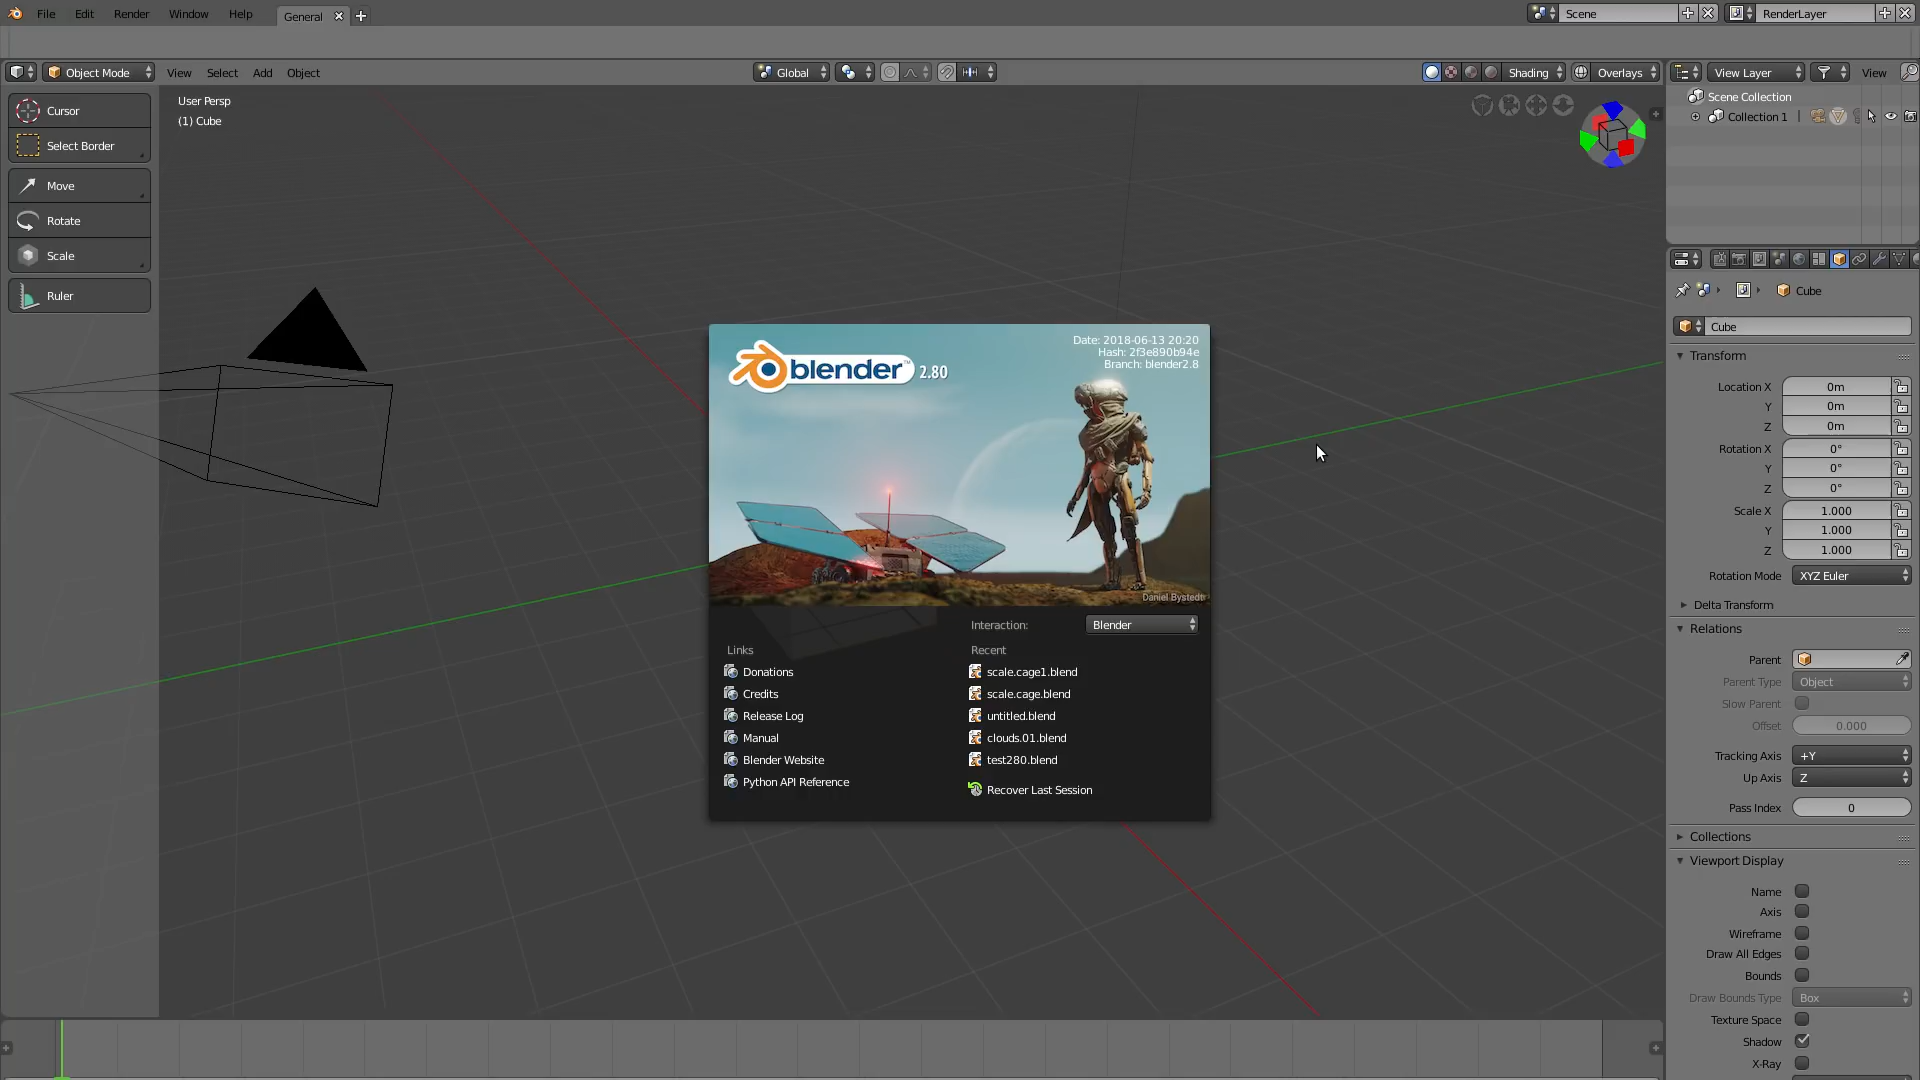 File Edit Render Window Help General Scene RenderLayer
Object Mode View Select Add Object Global Shading Overlays View Layer View
Cursor
Select Border
Move
Rotate
Scale
Ruler
User Persp
(1) Cube
blender 2.80
Date: 2018-06-13 20:20
Hash: 2f3e890b94e
Branch: blender2.8
Daniel Bystedt
Interaction: Blender
Links
Donations
Credits
Release Log
Manual
Blender Website
Python API Reference
Recent
scale.cage1.blend
scale.cage.blend
untitled.blend
clouds.01.blend
test280.blend
Recover Last Session
Scene Collection
Collection 1
Cube
Cube
Transform
Location X 0m
Y 0m
Z 0m
Rotation X 0°
Y 0°
Z 0°
Scale X 1.000
Y 1.000
Z 1.000
Rotation Mode XYZ Euler
Delta Transform
Relations
Parent
Parent Type Object
Slow Parent
Offset 0.000
Tracking Axis +Y
Up Axis Z
Pass Index 0
Collections
Viewport Display
Name
Axis
Wireframe
Draw All Edges
Bounds
Draw Bounds Type Box
Texture Space
Shadow
X-Ray